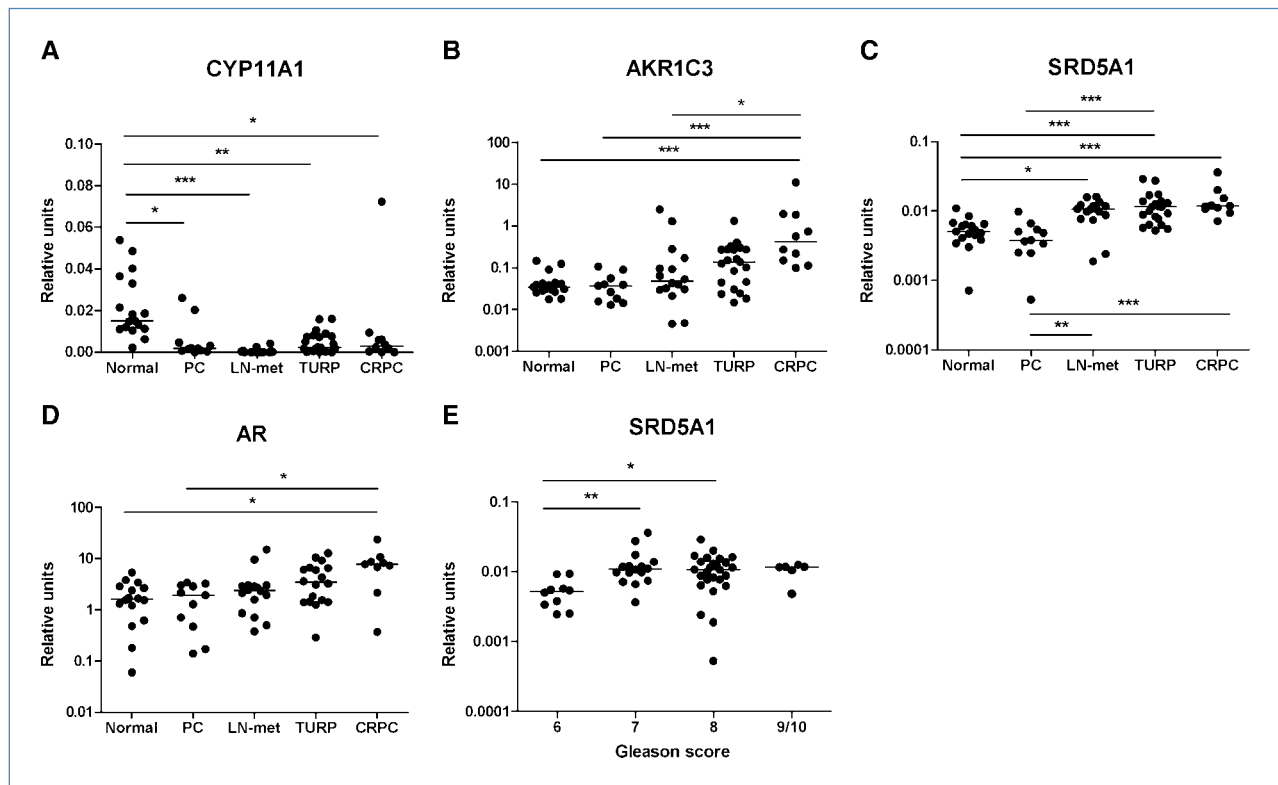 A
CYP11A1
*
**
***
*
Relative units
0.10
0.08
0.06
0.04
0.02
0.00
Normal PC LN-met TURP CRPC
B
AKR1C3
*
***
***
Relative units
100
10
1
0.1
0.01
0.001
Normal PC LN-met TURP CRPC
C
SRD5A1
***
***
***
*
Relative units
0.1
0.01
0.001
0.0001
***
**
Normal PC LN-met TURP CRPC
D
AR
*
*
Relative units
100
10
1
0.1
0.01
Normal PC LN-met TURP CRPC
E
SRD5A1
*
**
Relative units
0.1
0.01
0.001
0.0001
6 7 8 9/10
Gleason score